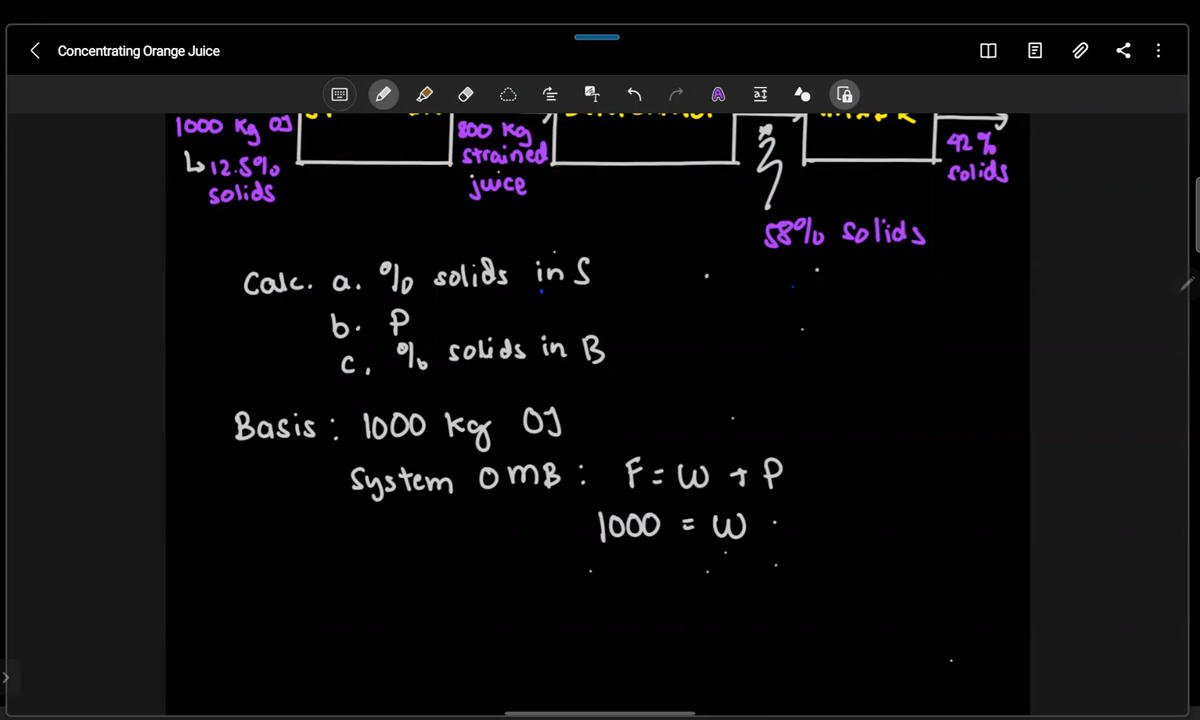 Concentrating Orange Juice
1000 kg OJ
↳ 12.5%
solids
800 kg
strained
juice
42 %
solids
58% solids
Calc. a. % solids in S
b. P
c. % solids in B
Basis: 1000 kg OJ
System OMB: F = W + P
1000 = W